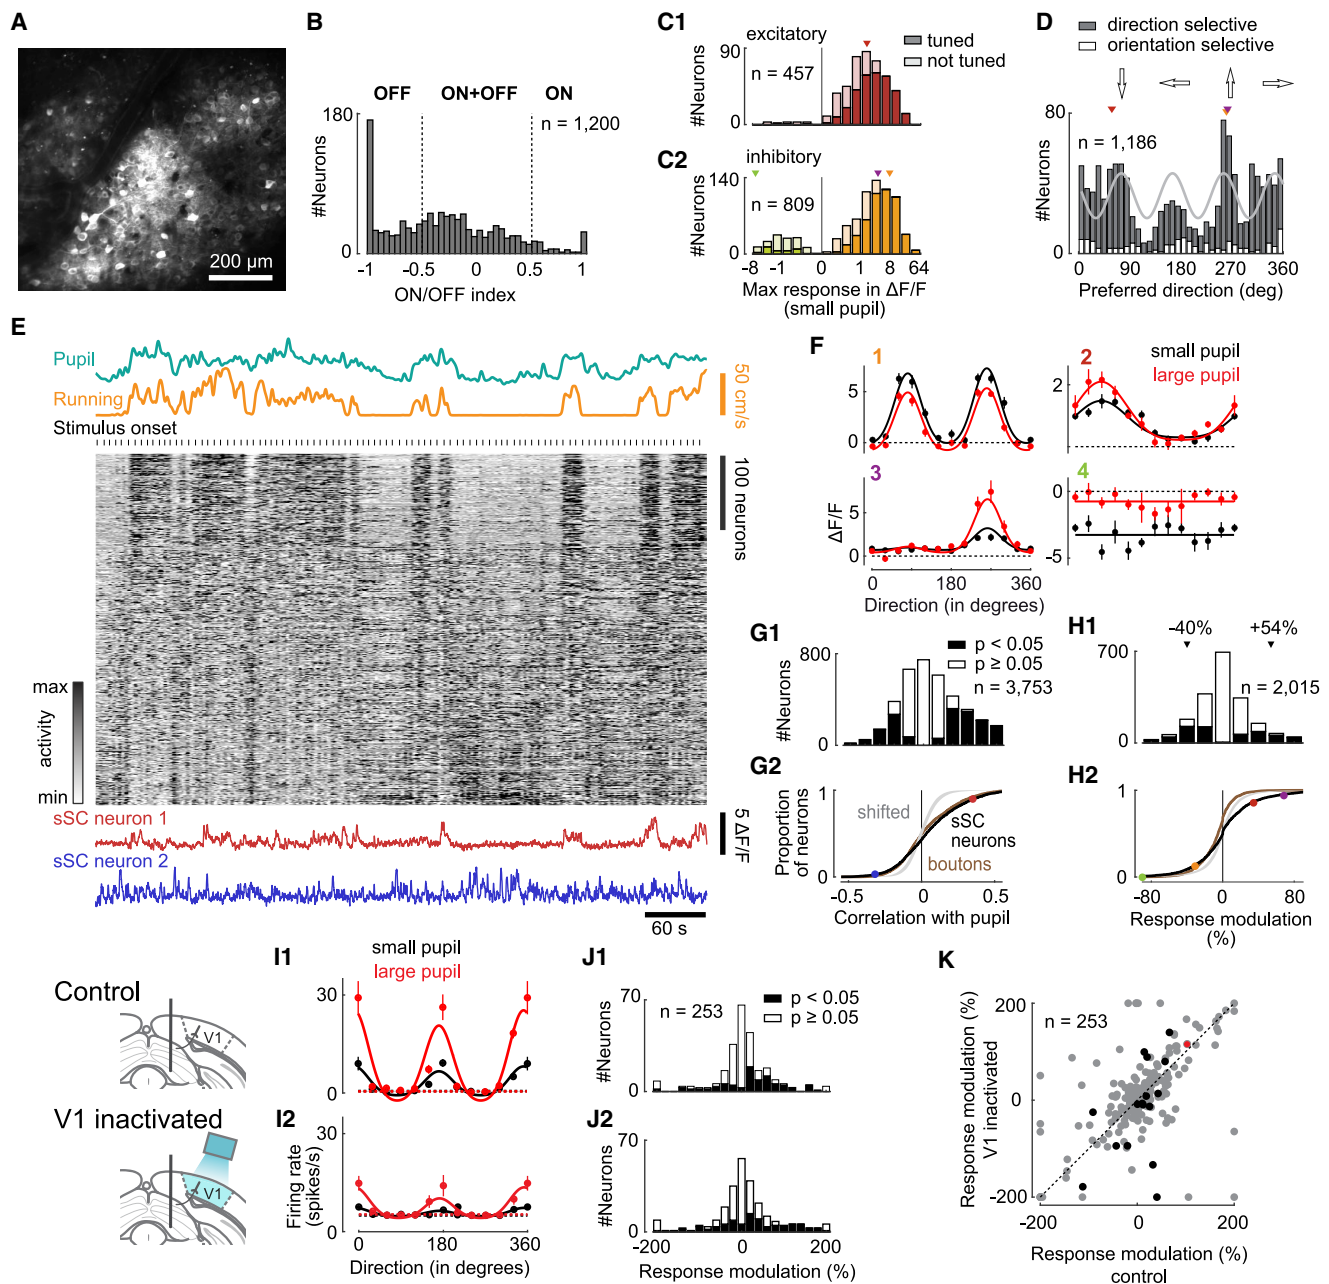 A
200 µm
B
OFF ON+OFF ON
n = 1,200
180
0
#Neurons
-1 -0.5 0 0.5 1
ON/OFF index
C1
excitatory
tuned
not tuned
90
n = 457
0
#Neurons
C2
inhibitory
140
n = 809
0
#Neurons
-8 -1 0 1 8 64
Max response in ΔF/F
(small pupil)
D
direction selective
orientation selective
80
n = 1,186
0
#Neurons
0 90 180 270 360
Preferred direction (deg)
E
Pupil
Running
50 cm/s
Stimulus onset
100 neurons
max
activity
min
sSC neuron 1
5 ΔF/F
sSC neuron 2
60 s
F
1
5
0
2
small pupil
large pupil
2
3
5
0
ΔF/F
0 180 360
Direction (in degrees)
4
0
-5
G1
p < 0.05
p ≥ 0.05
n = 3,753
800
0
#Neurons
G2
1
0
Proportion
of neurons
shifted
sSC
neurons
boutons
-0.5 0 0.5
Correlation with pupil
H1
-40% +54%
700
n = 2,015
0
H2
1
0
-80 0 80
Response modulation
(%)
Control
V1
V1 inactivated
V1
I1
small pupil
large pupil
30
0
I2
30
0
Firing rate
(spikes/s)
0 180 360
Direction (in degrees)
J1
70
n = 253
p < 0.05
p ≥ 0.05
0
#Neurons
J2
70
0
#Neurons
-200 0 200
Response modulation (%)
K
200
n = 253
0
-200
Response modulation (%)
V1 inactivated
-200 0 200
Response modulation (%)
control